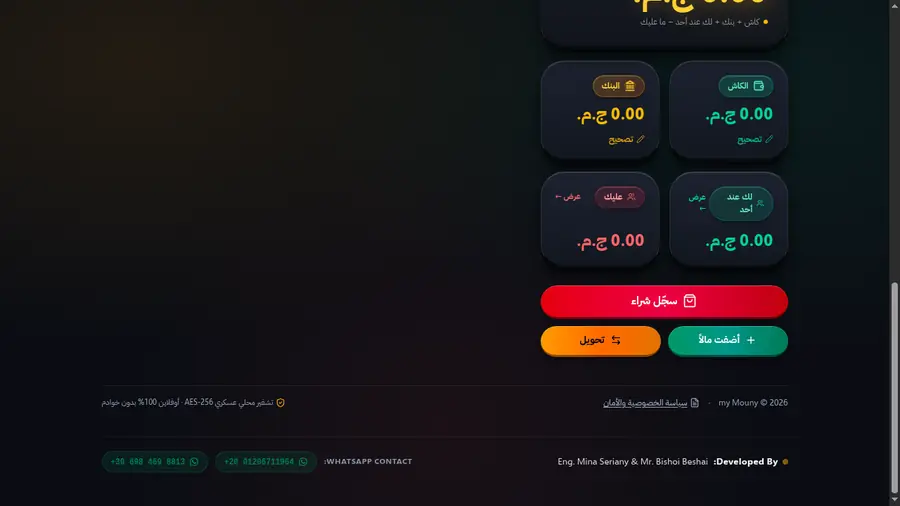 0.00 ج.م.
كاش + بنك + لك عند أحد − ما عليك
الكاش
0.00 ج.م.
تصحيح
البنك
0.00 ج.م.
تصحيح
لك عند أحد
عرض ←
0.00 ج.م.
عليك
عرض ←
0.00 ج.م.
سجّل شراء
أضفت مالاً
تحويل
my Mouny © 2026 · سياسة الخصوصية والأمان
تشفير محلي عسكري AES-256 · أوفلاين 100% بدون خوادم
Developed By: Eng. Mina Seriany & Mr. Bishoi Beshai
WHATSAPP CONTACT: